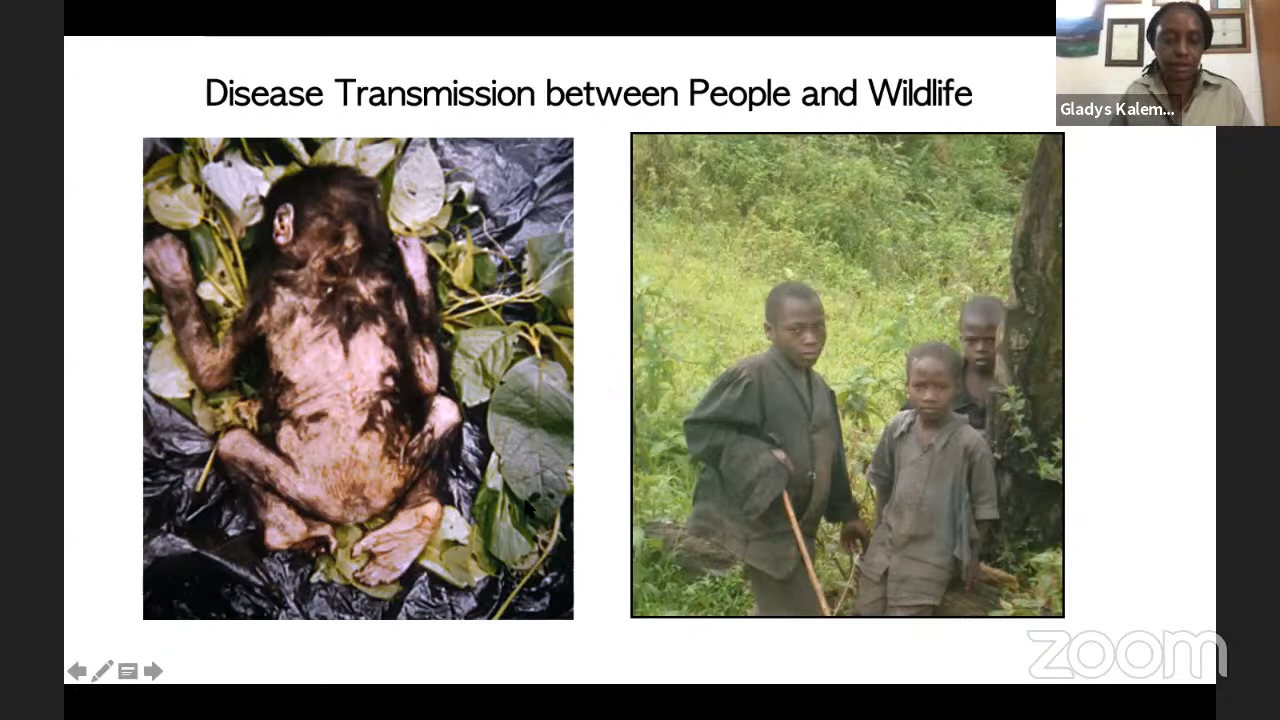 Disease Transmission between People and Wildlife
Gladys Kalem...
zoom